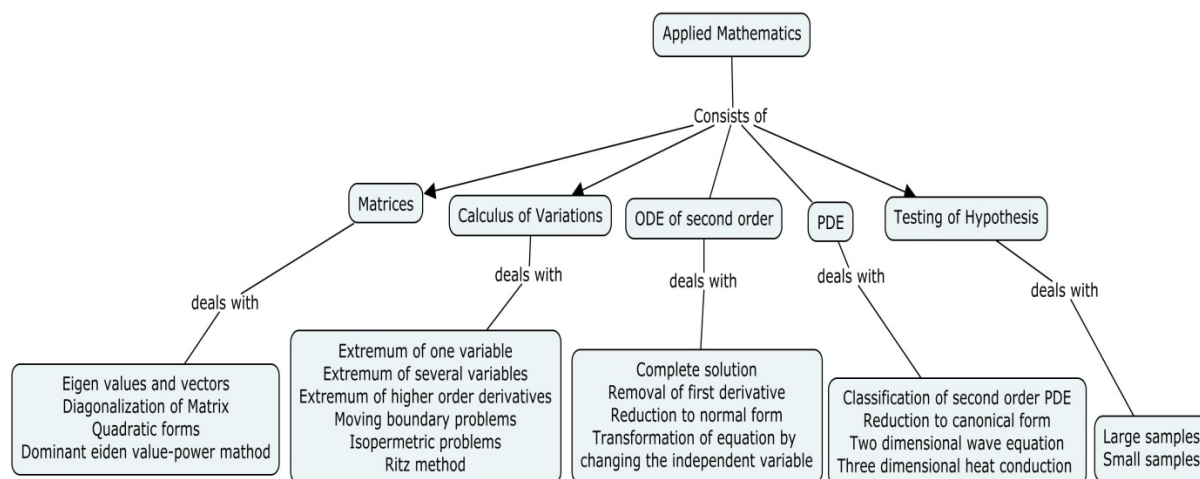 Applied Mathematics
Consists of
Matrices
Calculus of Variations
ODE of second order
PDE
Testing of Hypothesis
deals with
deals with
deals with
deals with
deals with
Eigen values and vectors
Diagonalization of Matrix
Quadratic forms
Dominant eiden value-power mathod
Extremum of one variable
Extremum of several variables
Extremum of higher order derivatives
Moving boundary problems
Isopermetric problems
Ritz method
Complete solution
Removal of first derivative
Reduction to normal form
Transformation of equation by
changing the independent variable
Classification of second order PDE
Reduction to canonical form
Two dimensional wave equation
Three dimensional heat conduction
Large samples
Small samples